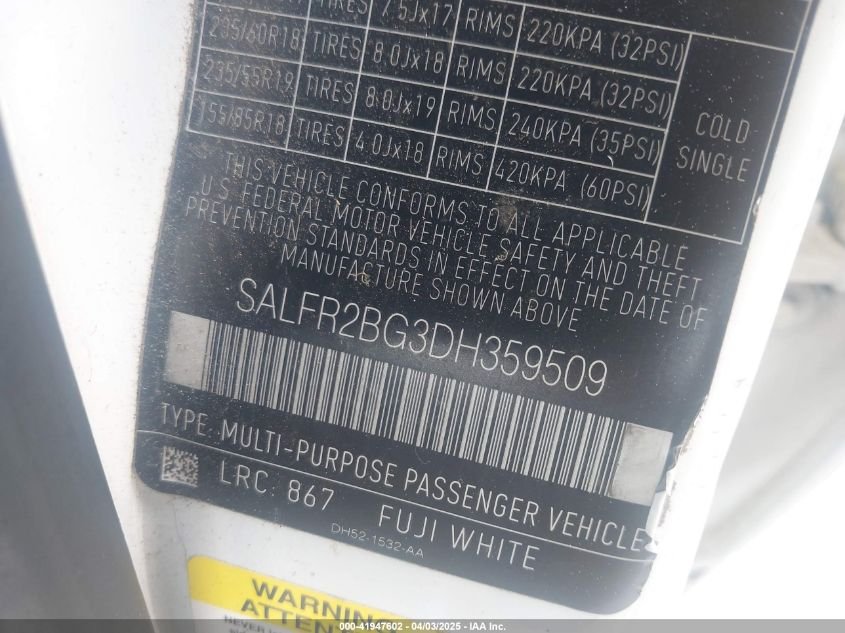 TIRES 7.5Jx17 RIMS 220KPA (32PSI)
235/60R18 TIRES 8.0Jx18 RIMS 220KPA (32PSI)
235/55R19 TIRES 8.0Jx19 RIMS 240KPA (35PSI)
155/85R18 TIRES 4.0Jx18 RIMS 420KPA (60PSI)
COLD
SINGLE
THIS VEHICLE CONFORMS TO ALL APPLICABLE
U.S. FEDERAL MOTOR VEHICLE SAFETY AND THEFT
PREVENTION STANDARDS IN EFFECT ON THE DATE OF
MANUFACTURE SHOWN ABOVE
SALFR2BG3DH359509
TYPE: MULTI-PURPOSE PASSENGER VEHICLE
LRC: 867 FUJI WHITE
DH52-1532-AA
WARNING
ATTEN
NEVER
000-41947602 - 04/03/2025 - IAA Inc.